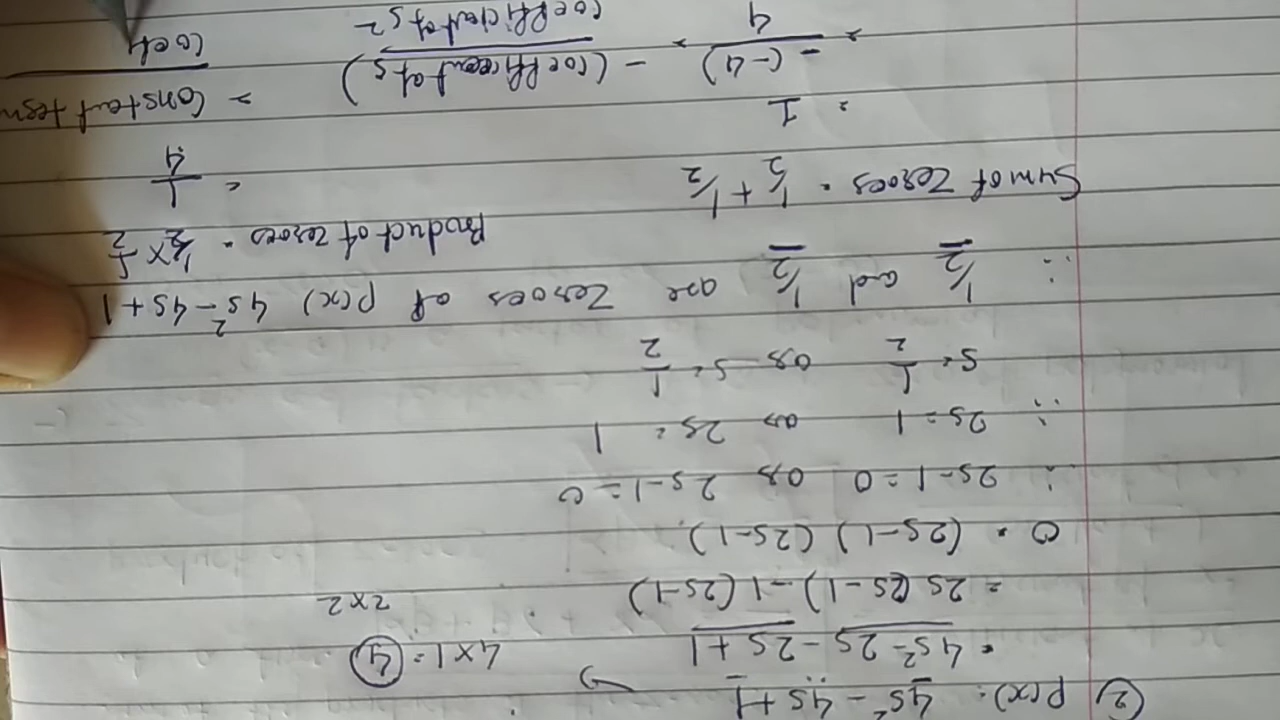 (2) P(x) = 4s² - 4s + 1
= 4s² - 2s - 2s + 1     4 × 1 = 4
= 2s(2s - 1) - 1(2s - 1)     2 × 2
0 = (2s - 1) (2s - 1)
∴ 2s - 1 = 0 or 2s - 1 = 0
∴ 2s = 1 or 2s = 1
s = 1/2 or s = 1/2
∴ 1/2 and 1/2 are zeroes of P(x) 4s² - 4s + 1
Sum of zeroes = 1/2 + 1/2
= 1
= -(-4)/4 = -(coefficient of s)/coefficient of s²
Product of zeroes = 1/2 × 1/2
= 1/4
= Constant term/Coeff